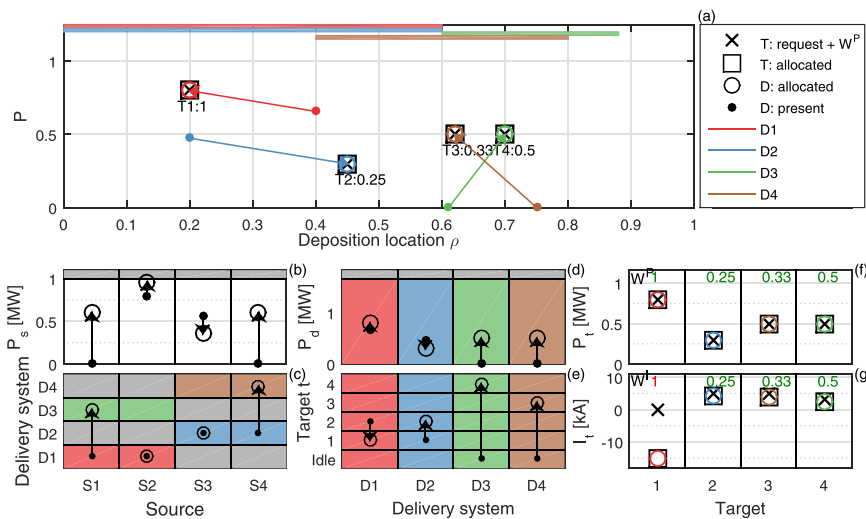 (a)
T: request + W^P
T: allocated
D: allocated
D: present
D1
D2
D3
D4
P
1
0.5
0
T1:1
T2:0.25
T3:0.33
T4:0.5
0 0.1 0.2 0.3 0.4 0.5 0.6 0.7 0.8 0.9 1
Deposition location ρ
(b)
P_s [MW]
1
0.5
0
(d)
P_d [MW]
1
0
(f)
P_t [MW]
W^P 1 0.25 0.33 0.5
1
0.5
0
(c)
Delivery system
D4
D3
D2
D1
S1 S2 S3 S4
Source
(e)
Target t
4
3
2
1
Idle
D1 D2 D3 D4
Delivery system
(g)
I_t [kA]
W^I 1 0.25 0.33 0.5
10
0
-10
1 2 3 4
Target